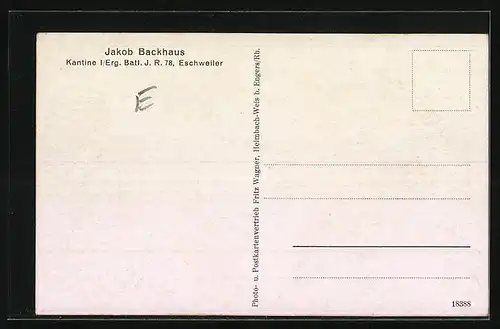 Jakob Backhaus
Kantine I/Erg. Batl. J. R. 78, Eschweiler
E
Photo- u. Postkartenvertrieb Fritz Wagner, Heimbach-Weis b. Engers/Rh.
18388